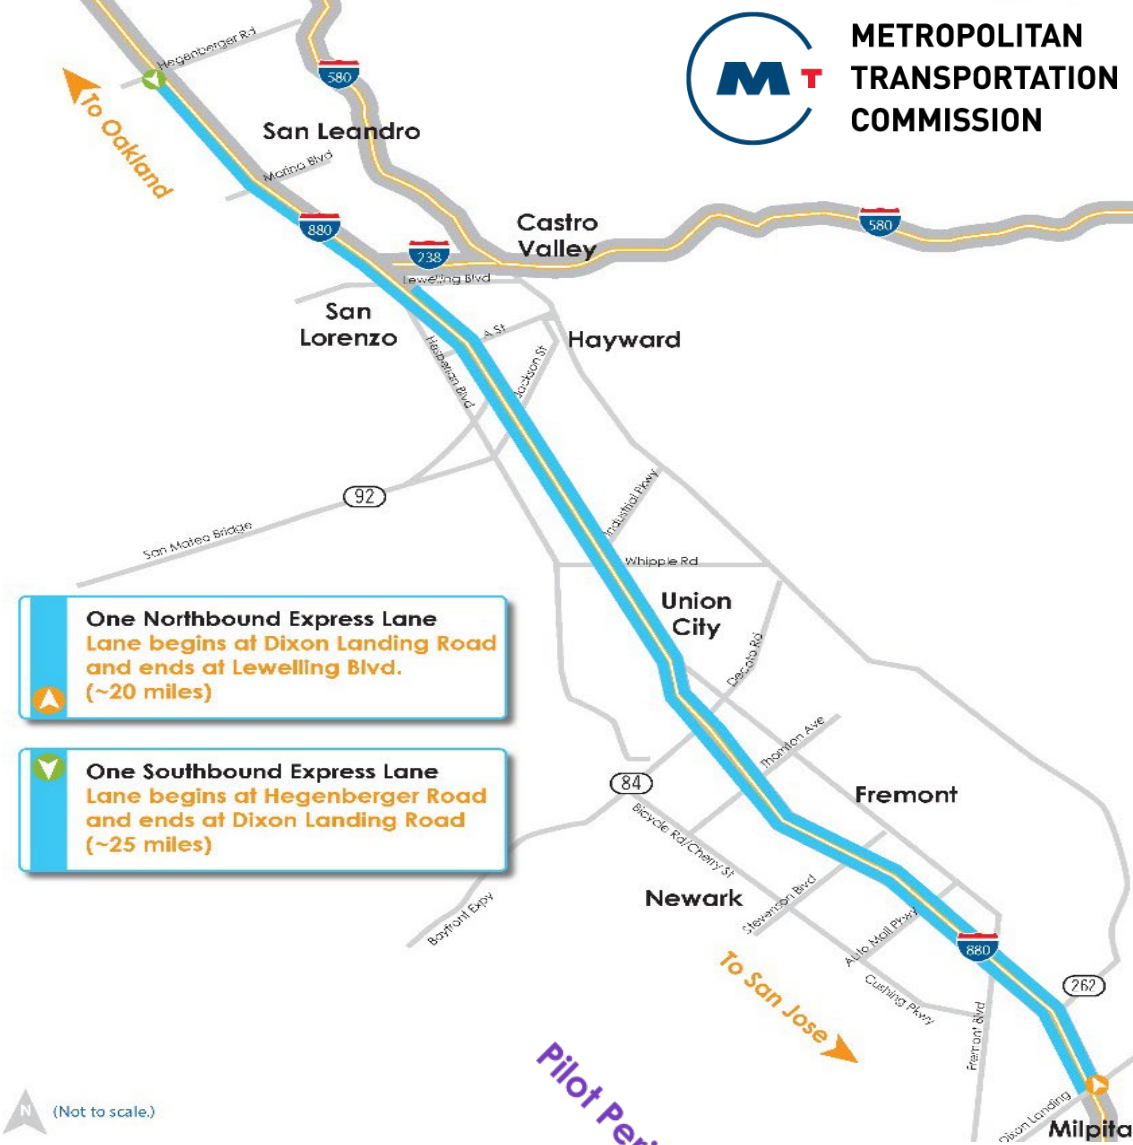 METROPOLITAN
TRANSPORTATION
COMMISSION
M T
Hegenberger Rd
580
To Oakland
San Leandro
Marina Blvd
880
Castro
Valley
580
238
Lewelling Blvd
San
Lorenzo
A St
Hayward
Hesperian Blvd
Jackson St
92
Industrial Pkwy
San Mateo Bridge
Whipple Rd
One Northbound Express Lane
Lane begins at Dixon Landing Road
and ends at Lewelling Blvd.
(~20 miles)
Union
City
Decoto Rd
Thornton Ave
One Southbound Express Lane
Lane begins at Hegenberger Road
and ends at Dixon Landing Road
(~25 miles)
84
Fremont
Bicycle Rd/Cherry St
Newark
Stevenson Blvd
Bayfront Expy
Auto Mall Pkwy
880
To San Jose
262
Cushing Pkwy
Fremont Blvd
Pilot Peri
N
(Not to scale.)
Dixon Landing
Milpita